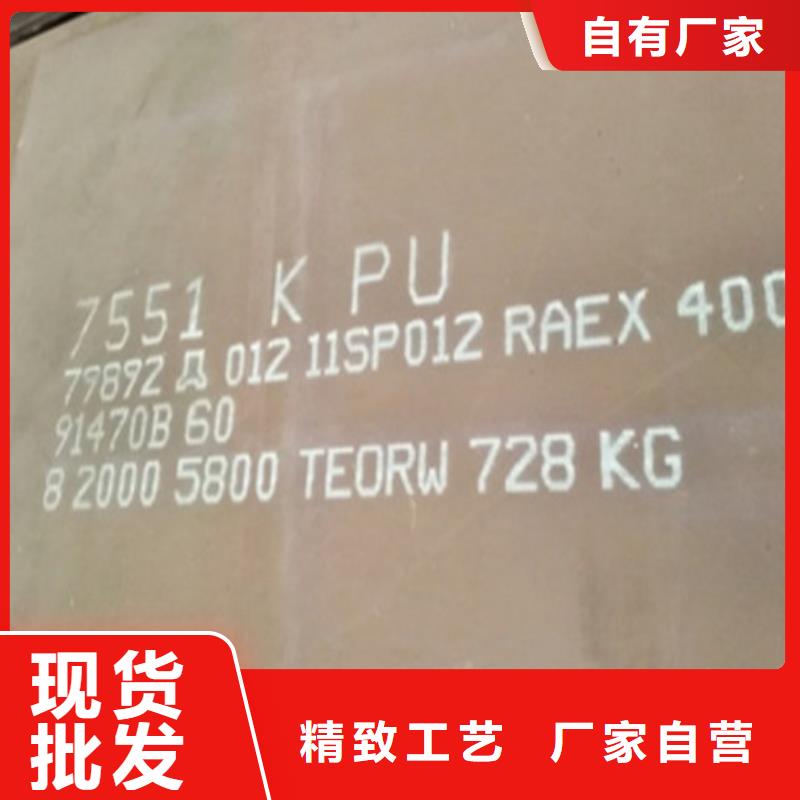 自有厂家
7551 K PU
79892 012 11SP012 RAEX 400
91470B 60
8 2000 5800 TEORW 728 KG
现货
批发
精致工艺 厂家自营